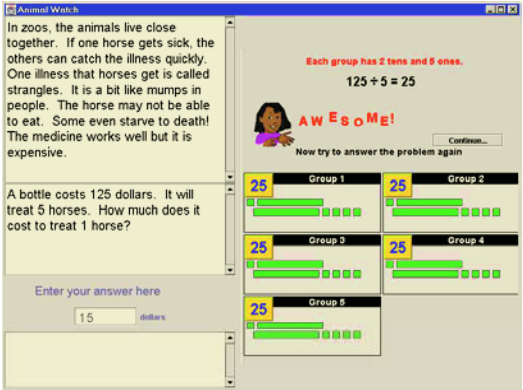 Animal Watch
In zoos, the animals live close
together. If one horse gets sick, the
others can catch the illness quickly.
One illness that horses get is called
strangles. It is a bit like mumps in
people. The horse may not be able
to eat. Some even starve to death!
The medicine works well but it is
expensive.
A bottle costs 125 dollars. It will
treat 5 horses. How much does it
cost to treat 1 horse?
Enter your answer here
15 dollars
Each group has 2 tens and 5 ones.
125 ÷ 5 = 25
AWESOME!
Continue...
Now try to answer the problem again
25 Group 1
25 Group 2
25 Group 3
25 Group 4
25 Group 5